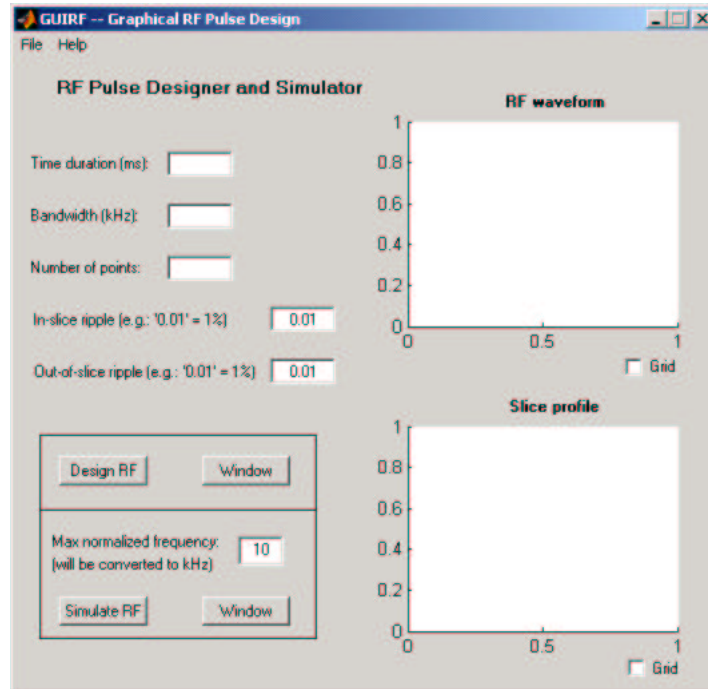 GUIRF -- Graphical RF Pulse Design
File Help
RF Pulse Designer and Simulator
Time duration (ms):
Bandwidth (kHz):
Number of points:
In-slice ripple (e.g.: '0.01' = 1%) 0.01
Out-of-slice ripple (e.g.: '0.01' = 1%) 0.01
Design RF Window
Max normalized frequency: 10
(will be converted to kHz)
Simulate RF Window
RF waveform
1
0.8
0.6
0.4
0.2
0
0 0.5 1
Grid
Slice profile
1
0.8
0.6
0.4
0.2
0
0 0.5 1
Grid